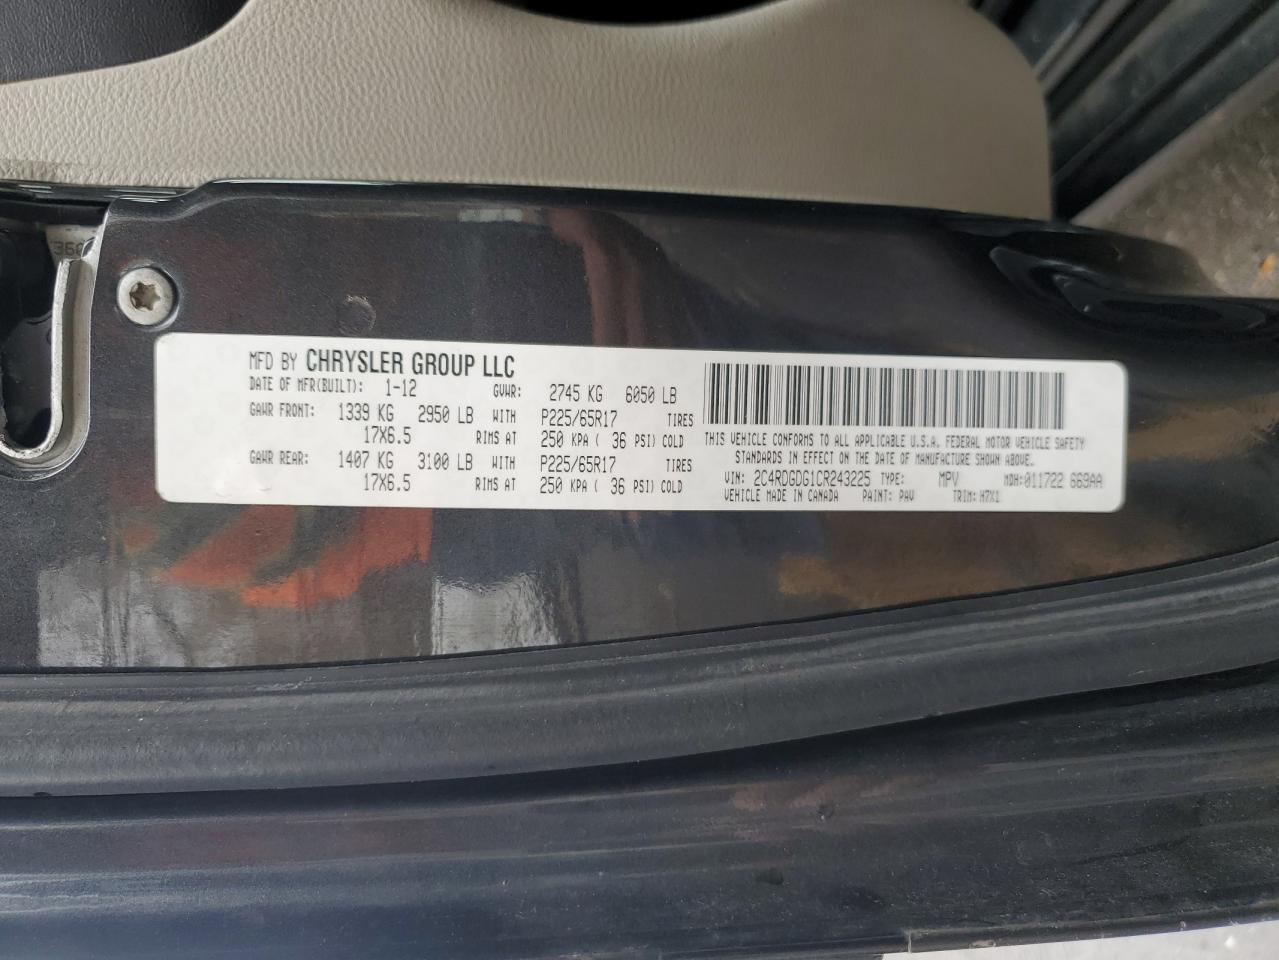 MFD BY CHRYSLER GROUP LLC
DATE OF MFR(BUILT): 1-12 GVWR: 2745 KG 6050 LB
GAWR FRONT: 1339 KG 2950 LB WITH P225/65R17 TIRES
17X6.5 RIMS AT 250 KPA ( 36 PSI) COLD
GAWR REAR: 1407 KG 3100 LB WITH P225/65R17 TIRES
17X6.5 RIMS AT 250 KPA ( 36 PSI) COLD
THIS VEHICLE CONFORMS TO ALL APPLICABLE U.S.A. FEDERAL MOTOR VEHICLE SAFETY
STANDARDS IN EFFECT ON THE DATE OF MANUFACTURE SHOWN ABOVE.
VIN: 2C4RDGDG1CR243225 TYPE: MPV MDH:011722 669AA
VEHICLE MADE IN CANADA PAINT: PAV TRIM: H7X1